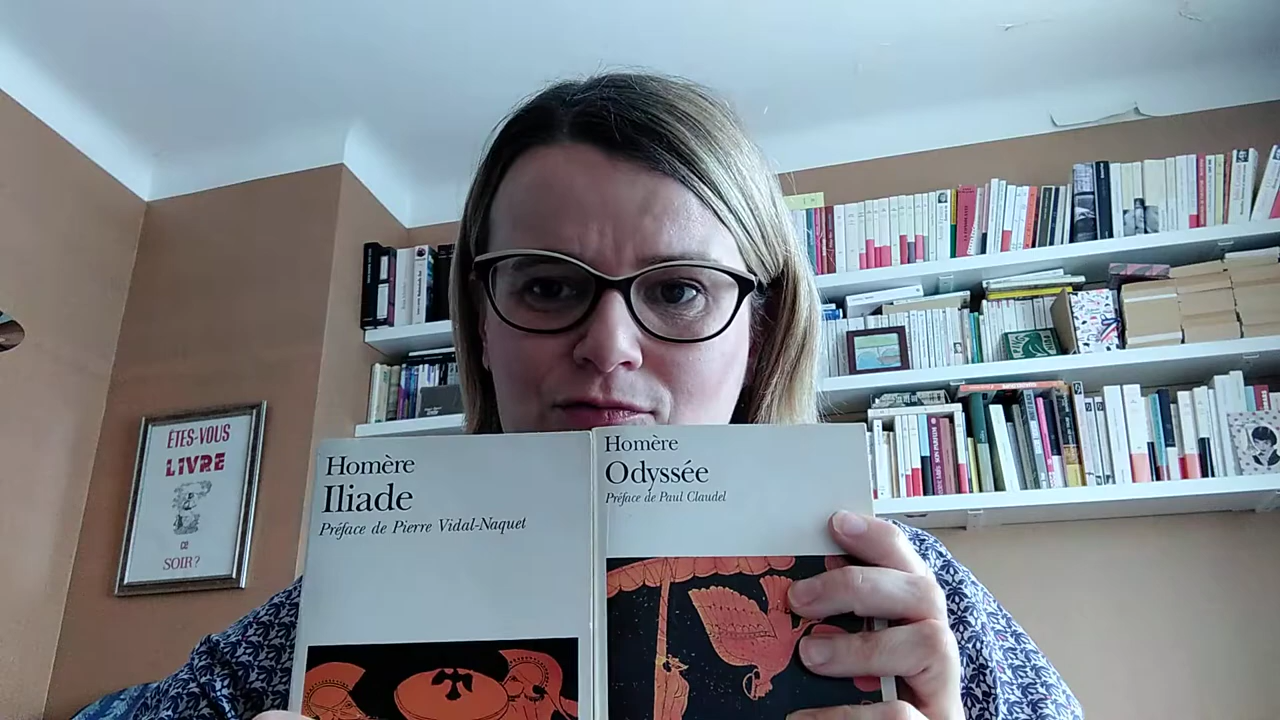 ÊTES-VOUS
LIVRE
ce
SOIR?
Homère
Iliade
Préface de Pierre Vidal-Naquet
Homère
Odyssée
Préface de Paul Claudel